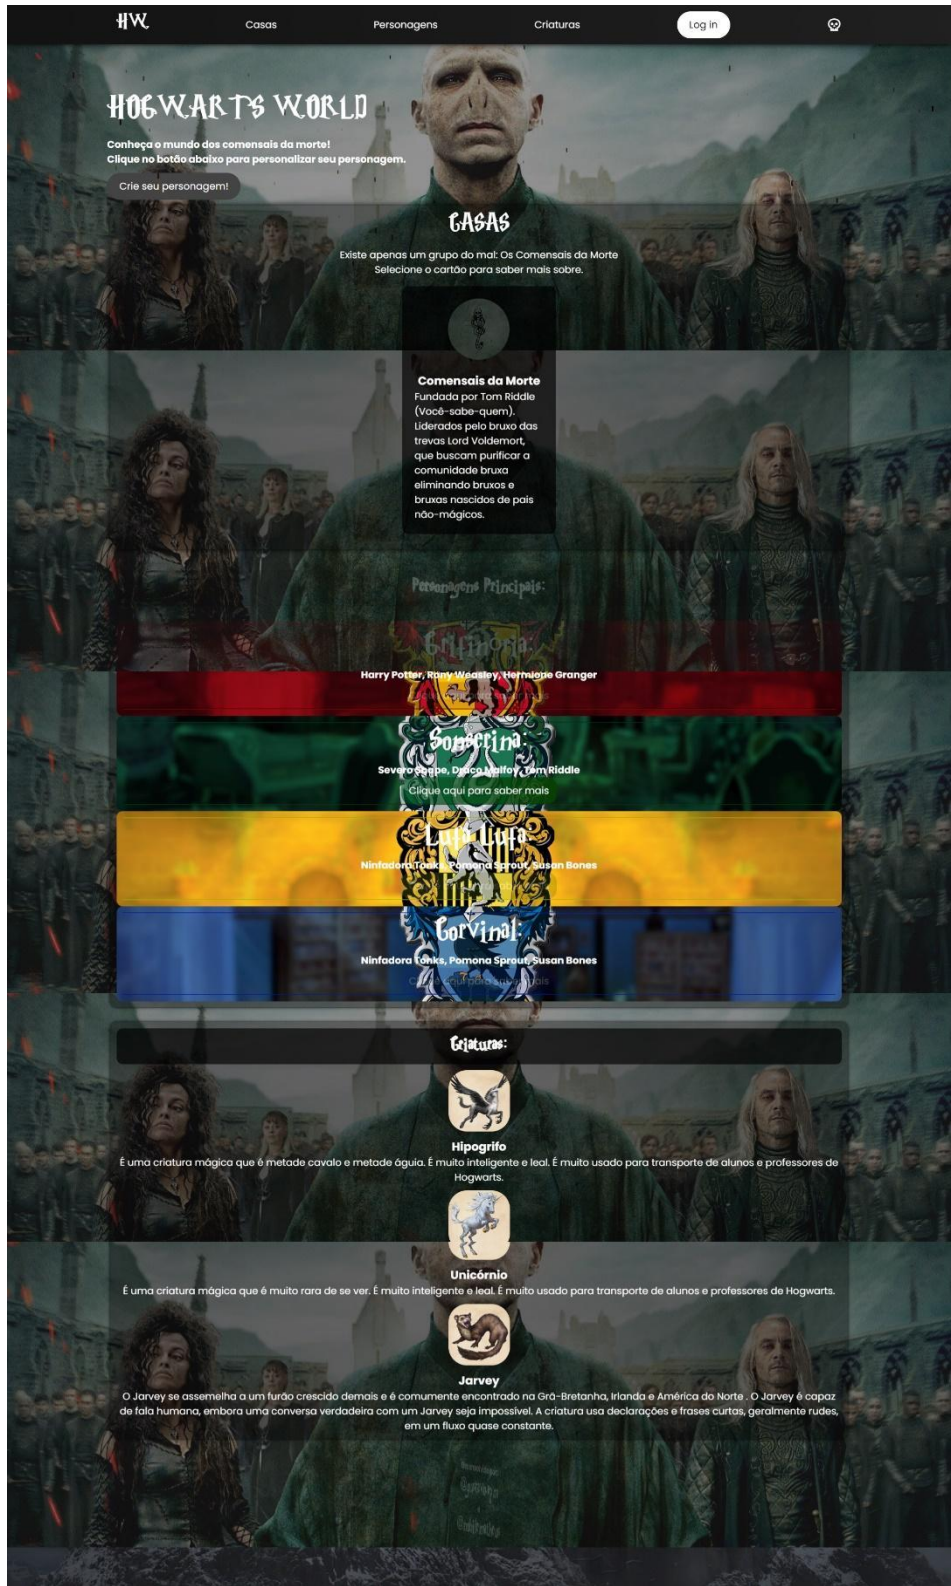 HW
Casas
Personagens
Criaturas
Log in
HOGWARTS WORLD
Conheça o mundo dos comensais da morte!
Clique no botão abaixo para personalizar seu personagem.
Crie seu personagem!
CASAS
Existe apenas um grupo do mal: Os Comensais da Morte
Selecione o cartão para saber mais sobre.
Comensais da Morte
Fundada por Tom Riddle
(Você-sabe-quem).
Liderados pelo bruxo das
trevas Lord Voldemort,
que buscam purificar a
comunidade bruxa
eliminando bruxos e
bruxas nascidos de pais
não-mágicos.
Personagens Principais:
Grifinória:
Harry Potter, Rony Weasley, Hermione Granger
Sonserina:
Severo Snape, Draco Malfoy, Tom Riddle
Clique aqui para saber mais
Lufa Lufa:
Ninfadora Tonks, Pomona Sprout, Susan Bones
Corvinal:
Ninfadora Tonks, Pomona Sprout, Susan Bones
Clique aqui para saber mais
Criaturas:
Hipogrifo
É uma criatura mágica que é metade cavalo e metade águia. É muito inteligente e leal. É muito usado para transporte de alunos e professores de
Hogwarts.
Unicórnio
É uma criatura mágica que é muito rara de se ver. É muito inteligente e leal. É muito usado para transporte de alunos e professores de Hogwarts.
Jarvey
O Jarvey se assemelha a um furão crescido demais e é comumente encontrado na Grã-Bretanha, Irlanda e América do Norte . O Jarvey é capaz
de fala humana, embora uma conversa verdadeira com um Jarvey seja impossível. A criatura usa declarações e frases curtas, geralmente rudes,
em um fluxo quase constante.